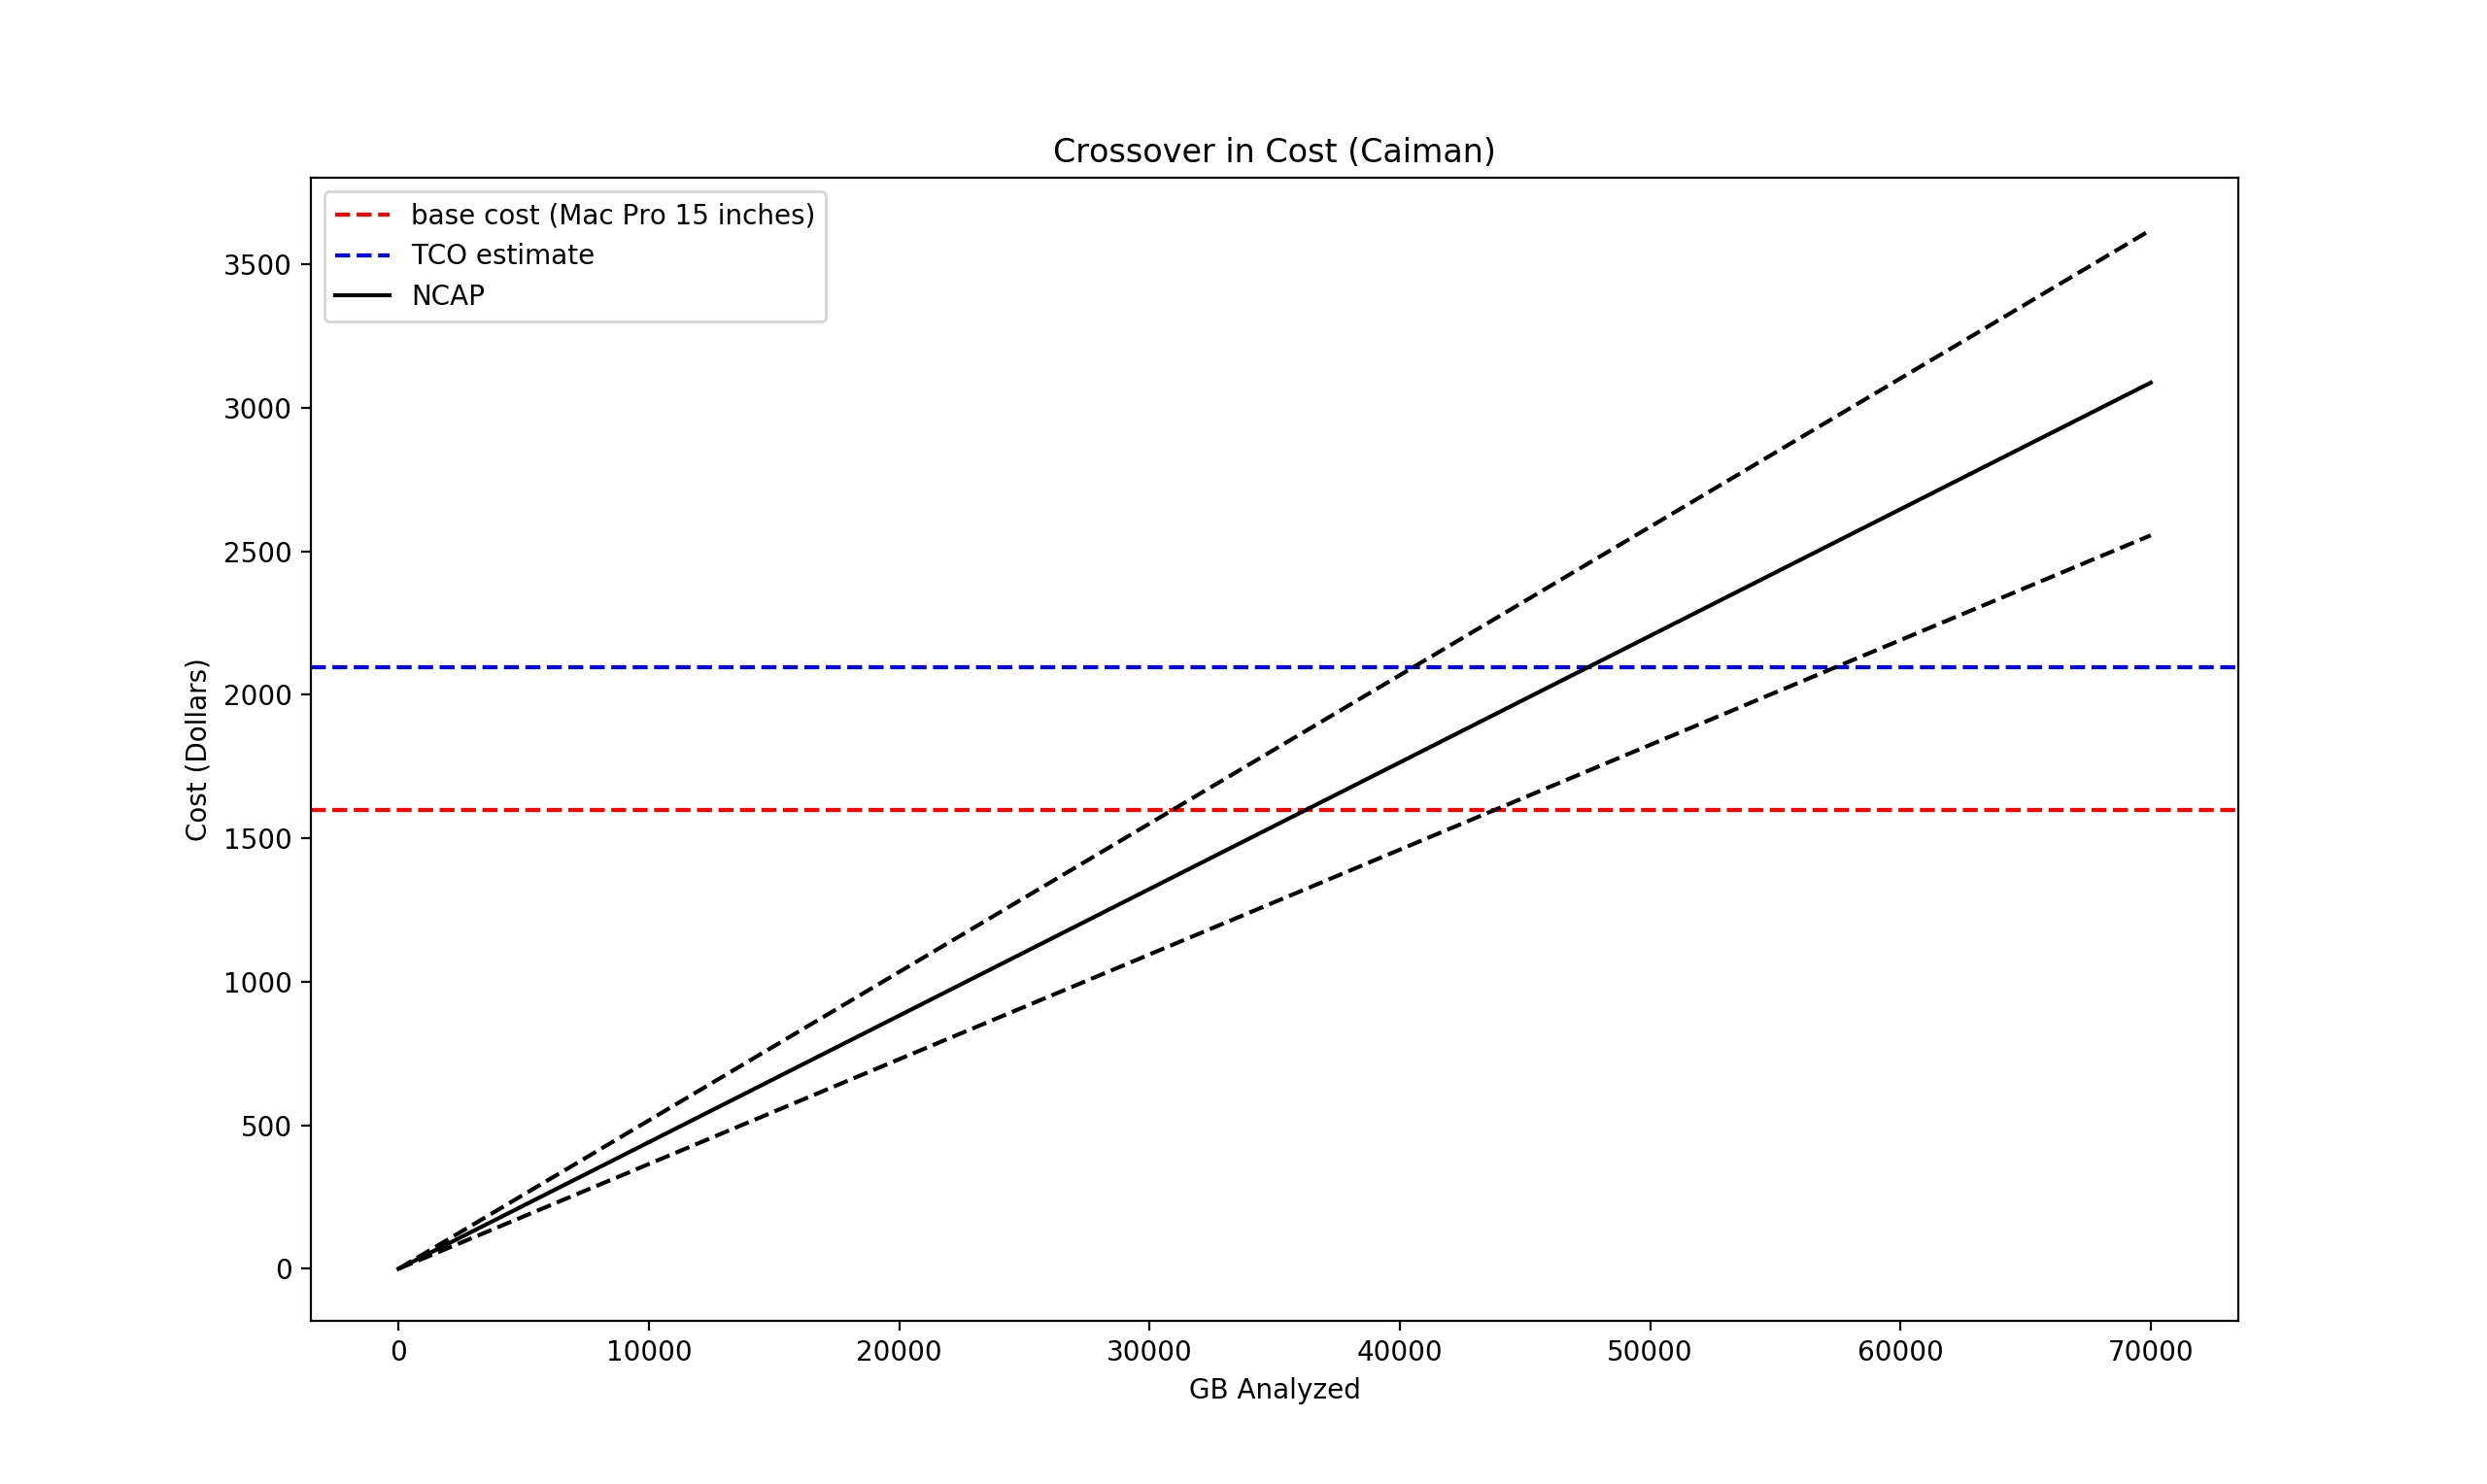 Crossover in Cost (Caiman)
base cost (Mac Pro 15 inches)
TCO estimate
NCAP
Cost (Dollars)
3500
3000
2500
2000
1500
1000
500
0
0 10000 20000 30000 40000 50000 60000 70000
GB Analyzed